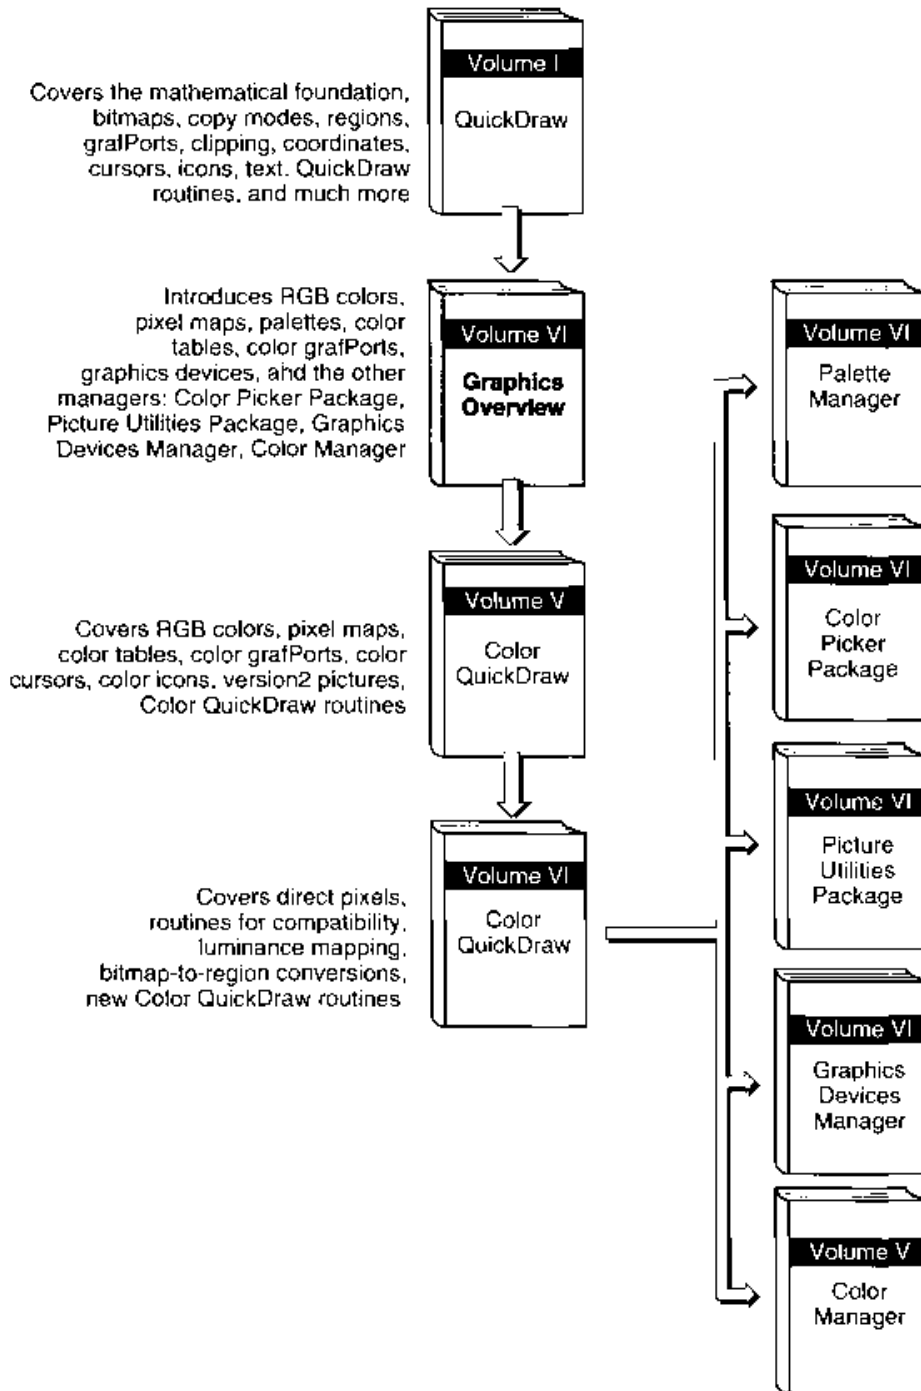 Volume I
QuickDraw
Covers the mathematical foundation,
bitmaps, copy modes, regions,
grafPorts, clipping, coordinates,
cursors, icons, text. QuickDraw
routines, and much more
Introduces RGB colors,
pixel maps, palettes, color
tables, color grafPorts,
graphics devices, ahd the other
managers: Color Picker Package,
Picture Utilities Package, Graphics
Devices Manager, Color Manager
Volume VI
Graphics
Overview
Covers RGB colors, pixel maps,
color tables, color grafPorts, color
cursors, color icons, version2 pictures,
Color QuickDraw routines
Volume V
Color
QuickDraw
Covers direct pixels,
routines for compatibility,
luminance mapping,
bitmap-to-region conversions,
new Color QuickDraw routines
Volume VI
Color
QuickDraw
Volume VI
Palette
Manager
Volume VI
Color
Picker
Package
Volume VI
Picture
Utilities
Package
Volume VI
Graphics
Devices
Manager
Volume V
Color
Manager